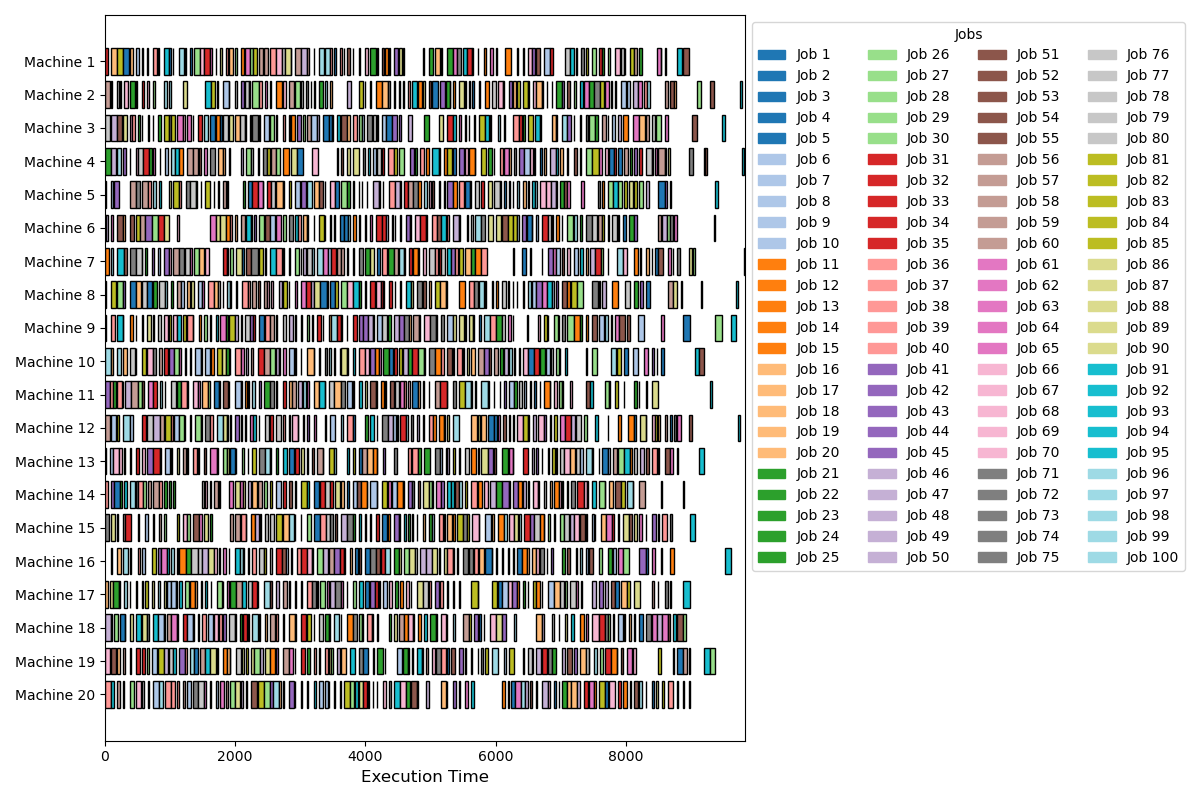 Machine 1
Machine 2
Machine 3
Machine 4
Machine 5
Machine 6
Machine 7
Machine 8
Machine 9
Machine 10
Machine 11
Machine 12
Machine 13
Machine 14
Machine 15
Machine 16
Machine 17
Machine 18
Machine 19
Machine 20
0 2000 4000 6000 8000
Execution Time
Jobs
Job 1 Job 26 Job 51 Job 76
Job 2 Job 27 Job 52 Job 77
Job 3 Job 28 Job 53 Job 78
Job 4 Job 29 Job 54 Job 79
Job 5 Job 30 Job 55 Job 80
Job 6 Job 31 Job 56 Job 81
Job 7 Job 32 Job 57 Job 82
Job 8 Job 33 Job 58 Job 83
Job 9 Job 34 Job 59 Job 84
Job 10 Job 35 Job 60 Job 85
Job 11 Job 36 Job 61 Job 86
Job 12 Job 37 Job 62 Job 87
Job 13 Job 38 Job 63 Job 88
Job 14 Job 39 Job 64 Job 89
Job 15 Job 40 Job 65 Job 90
Job 16 Job 41 Job 66 Job 91
Job 17 Job 42 Job 67 Job 92
Job 18 Job 43 Job 68 Job 93
Job 19 Job 44 Job 69 Job 94
Job 20 Job 45 Job 70 Job 95
Job 21 Job 46 Job 71 Job 96
Job 22 Job 47 Job 72 Job 97
Job 23 Job 48 Job 73 Job 98
Job 24 Job 49 Job 74 Job 99
Job 25 Job 50 Job 75 Job 100